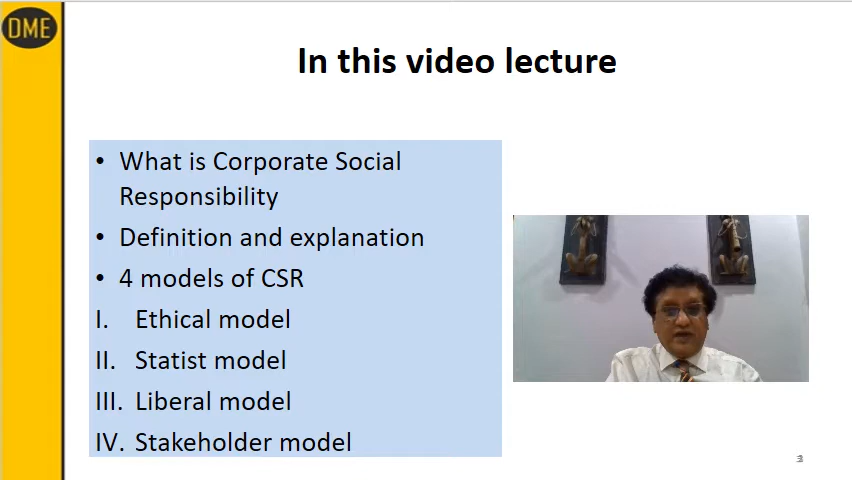 DME
In this video lecture
• What is Corporate Social
Responsibility
• Definition and explanation
• 4 models of CSR
I. Ethical model
II. Statist model
III. Liberal model
IV. Stakeholder model